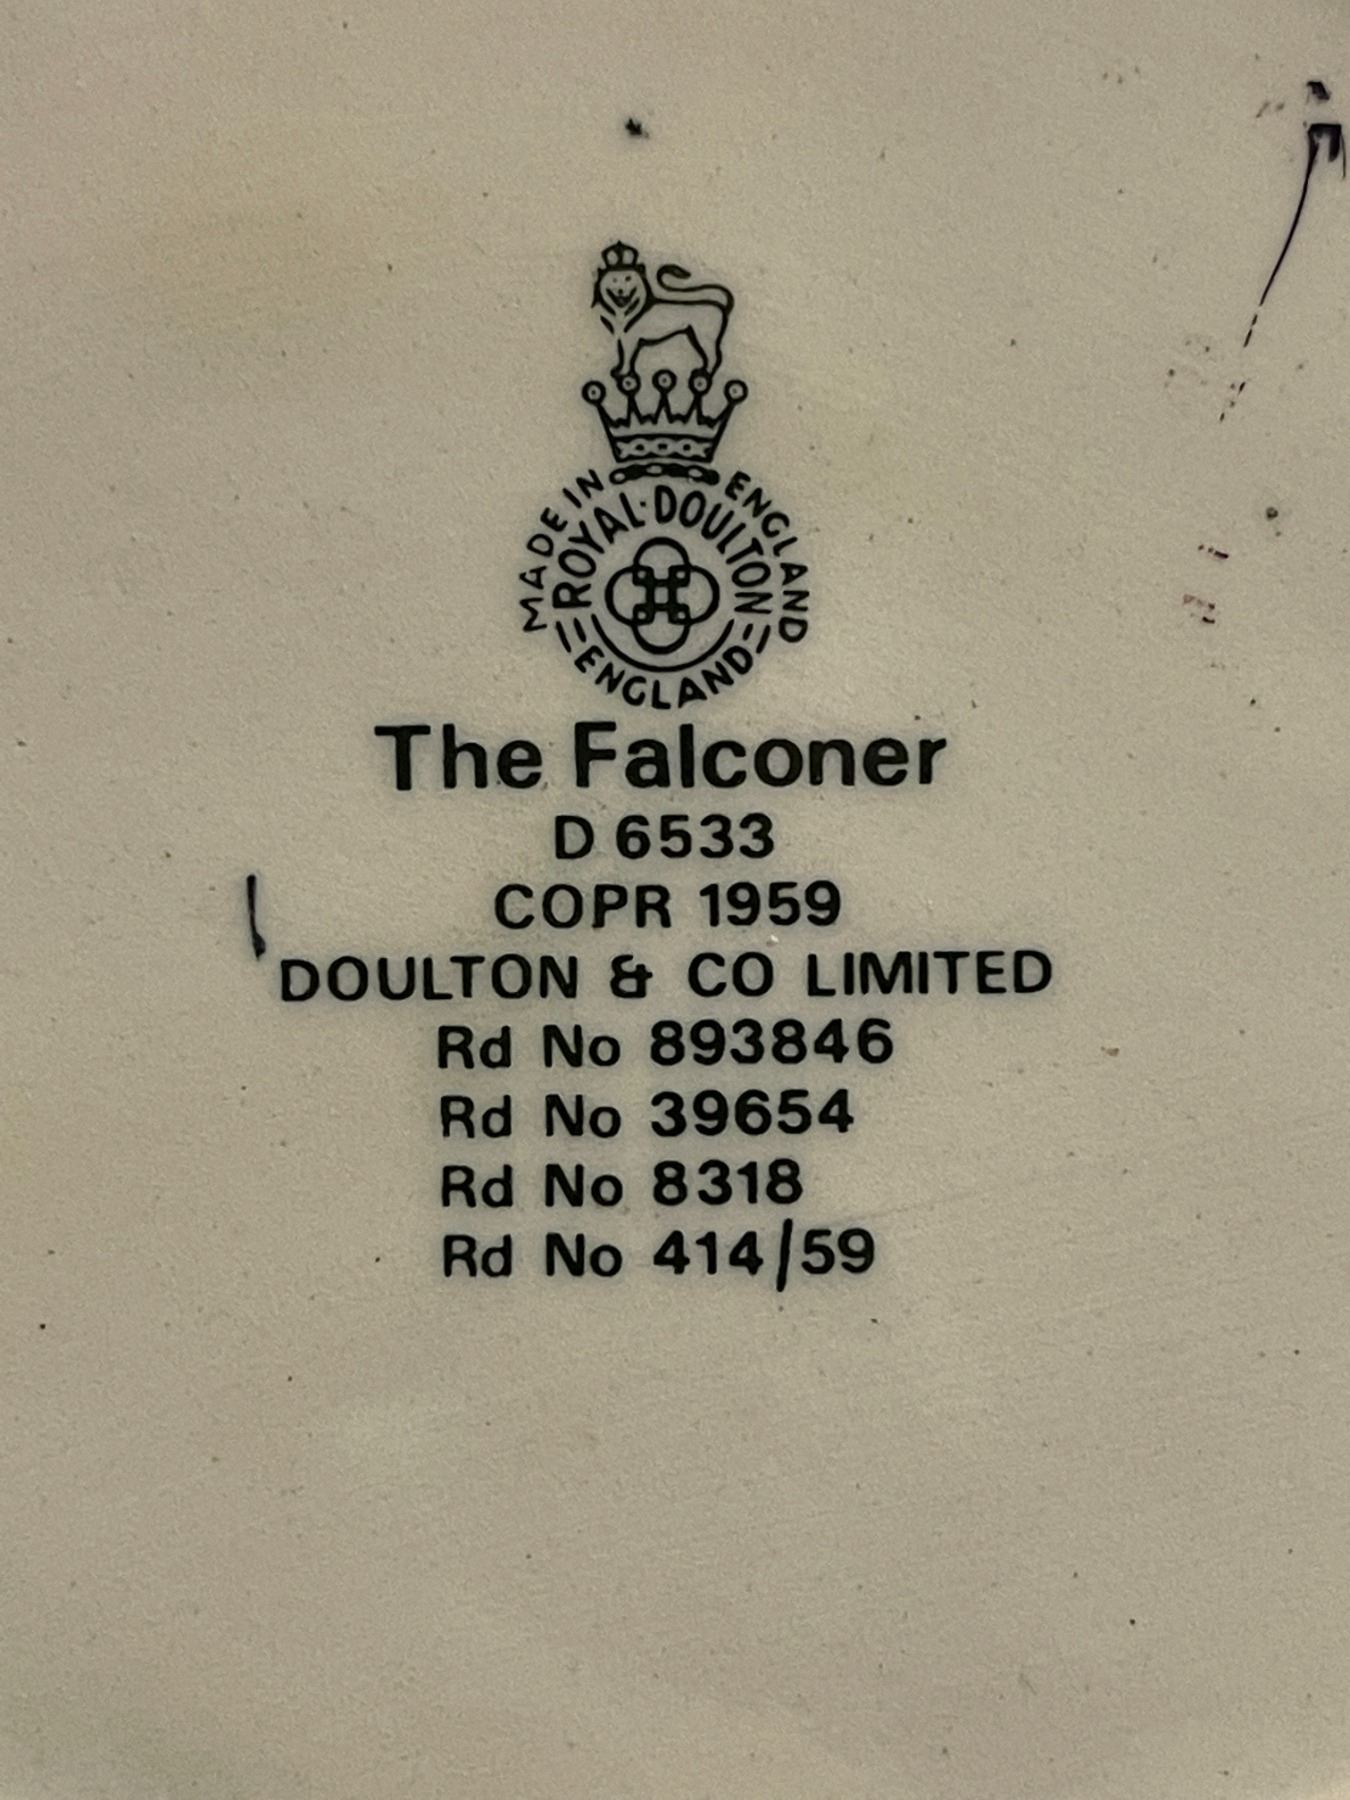 MADE IN ENGLAND
ROYAL·DOULTON
ENGLAND
The Falconer
D 6533
COPR 1959
DOULTON & CO LIMITED
Rd No 893846
Rd No 39654
Rd No 8318
Rd No 414/59